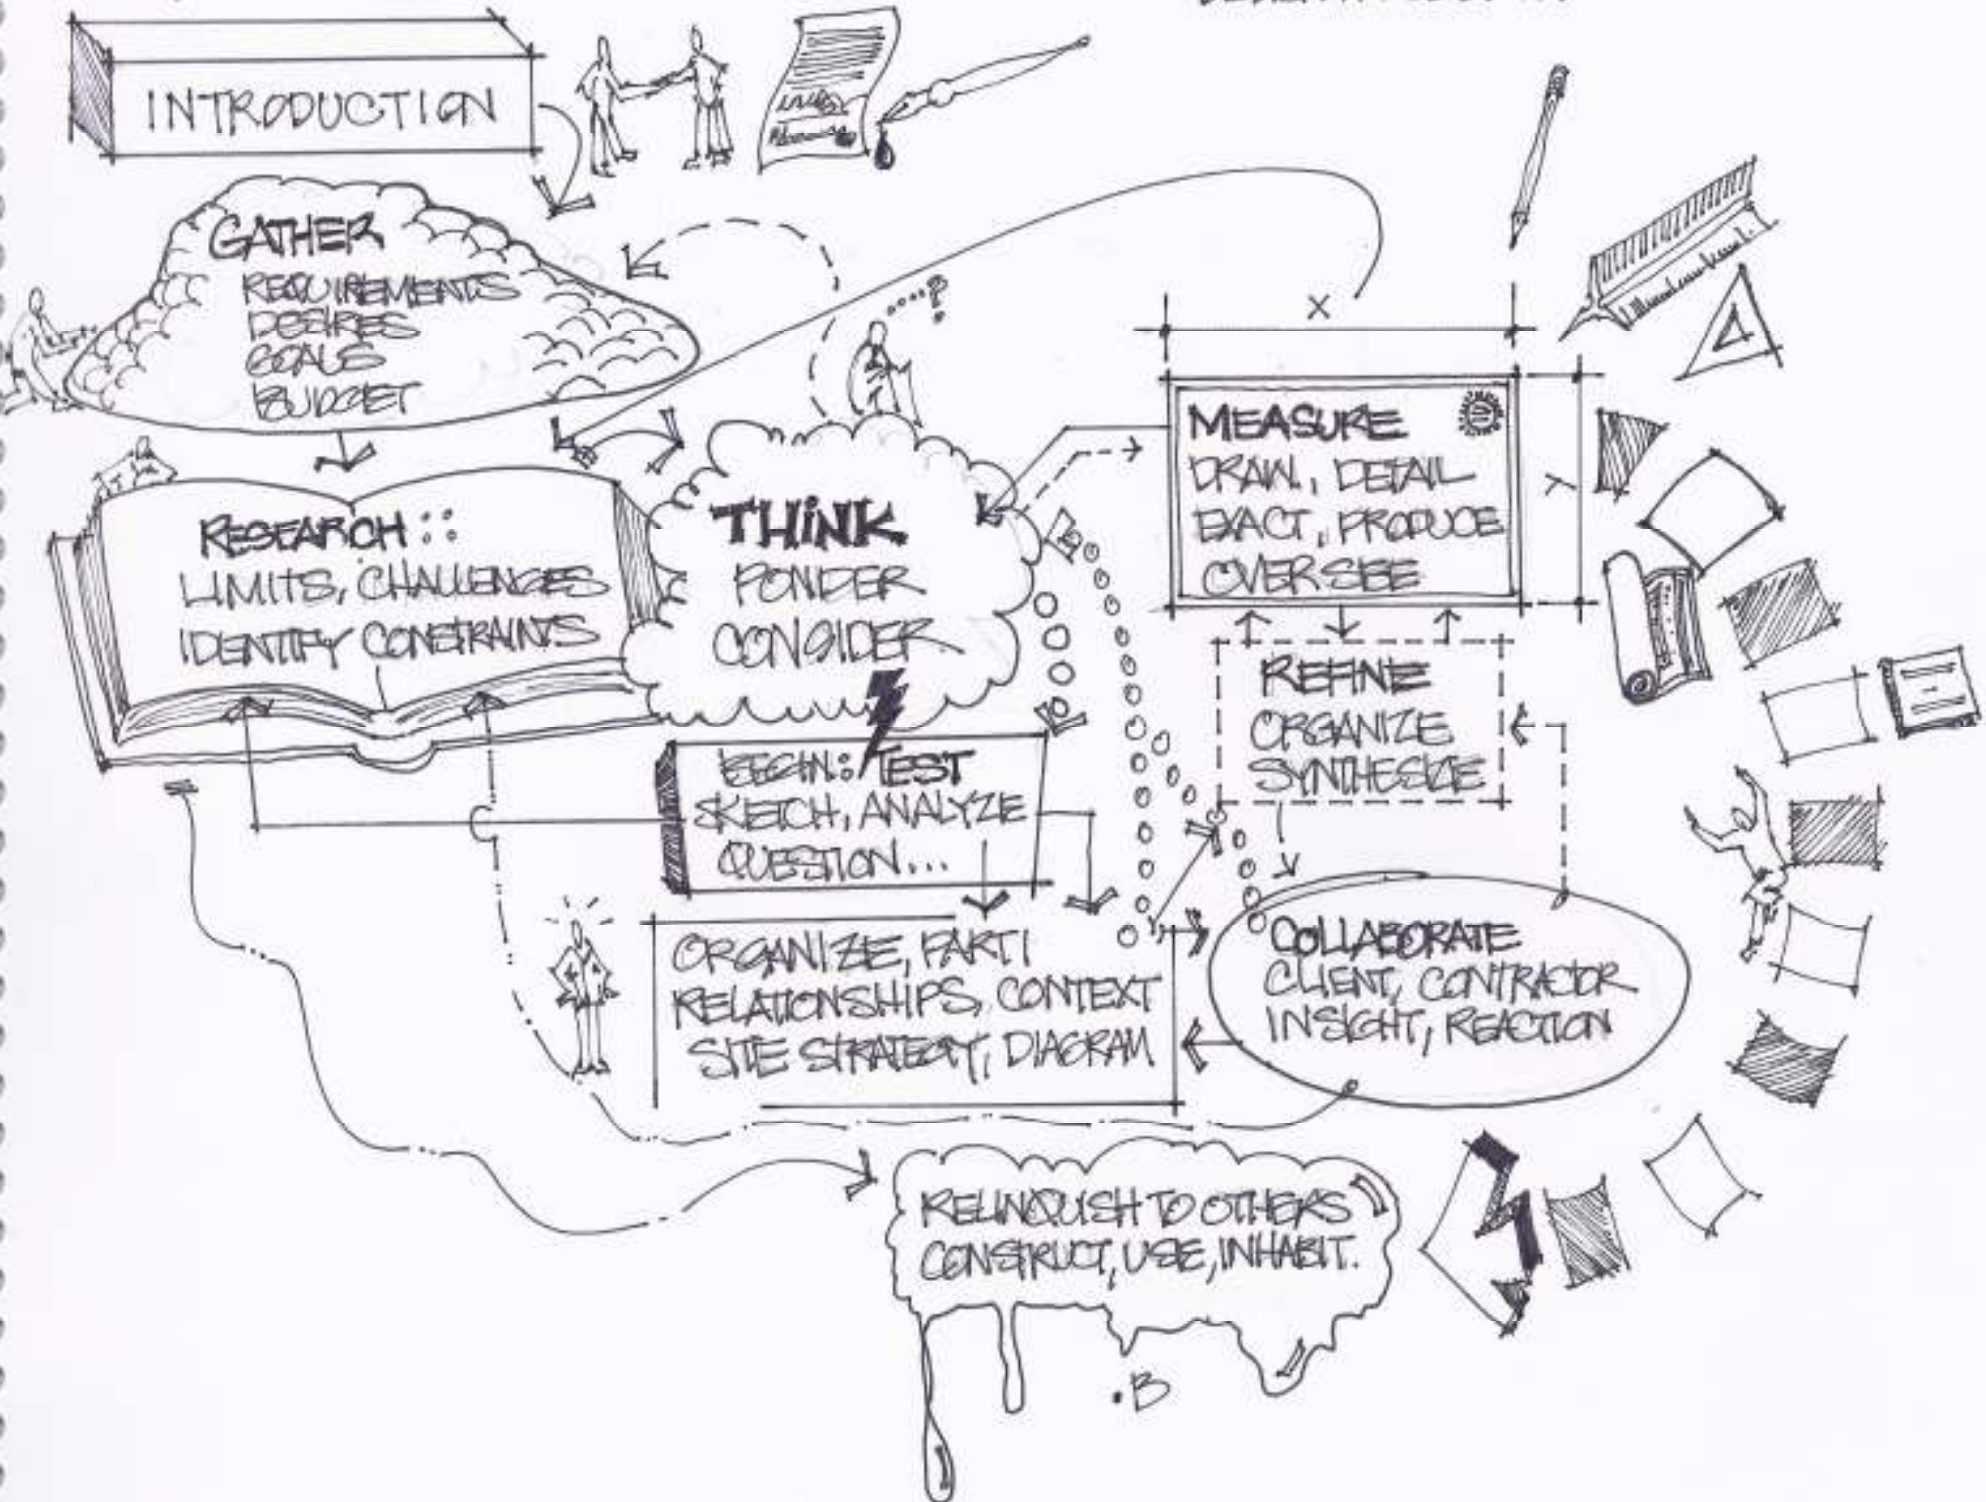 INTRODUCTION
GATHER
REQUIREMENTS
DESIRES
GOALS
BUDGET
....?
X
MEASURE
DRAW, DETAIL
EXACT, PRODUCE
OVERSEE
Y
RESEARCH ::
LIMITS, CHALLENGES
IDENTIFY CONSTRAINTS
THINK
PONDER
CONSIDER
REFINE
ORGANIZE
SYNTHESIZE
BEGIN: TEST
SKETCH, ANALYZE
QUESTION...
ORGANIZE, PARTI
RELATIONSHIPS, CONTEXT
SITE STRATEGY, DIAGRAM
COLLABORATE
CLIENT, CONTRACTOR
INSIGHT, REACTION
RELINQUISH TO OTHERS
CONSTRUCT, USE, INHABIT.
.B